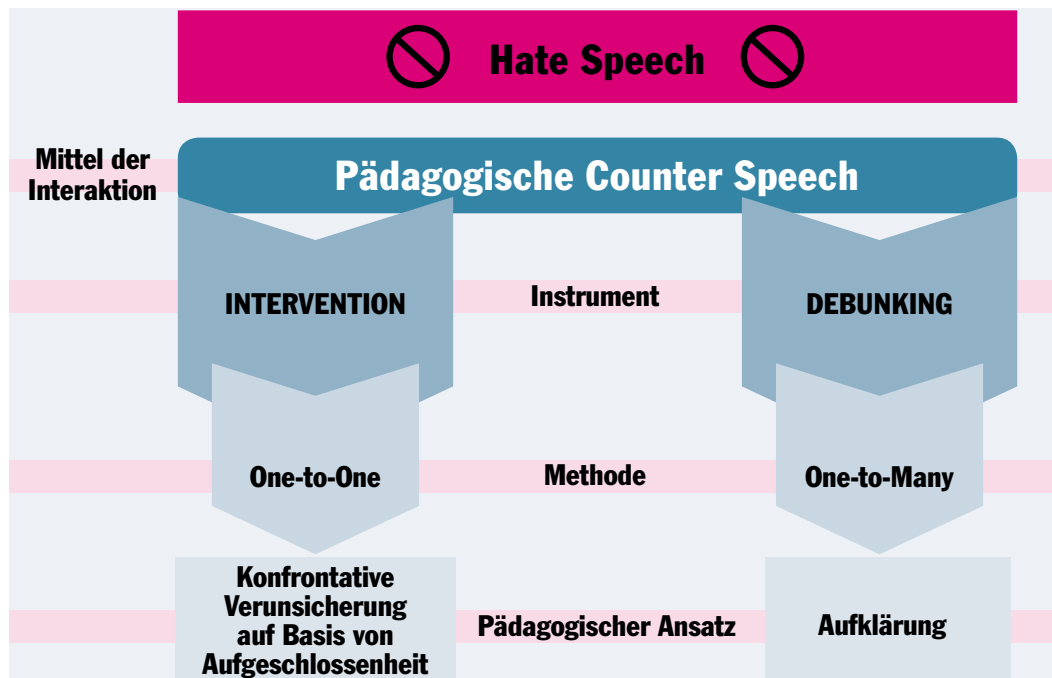 Hate Speech
Mittel der
Interaktion
Pädagogische Counter Speech
INTERVENTION
Instrument
DEBUNKING
One-to-One
Methode
One-to-Many
Konfrontative
Verunsicherung
auf Basis von
Aufgeschlossenheit
Pädagogischer Ansatz
Aufklärung